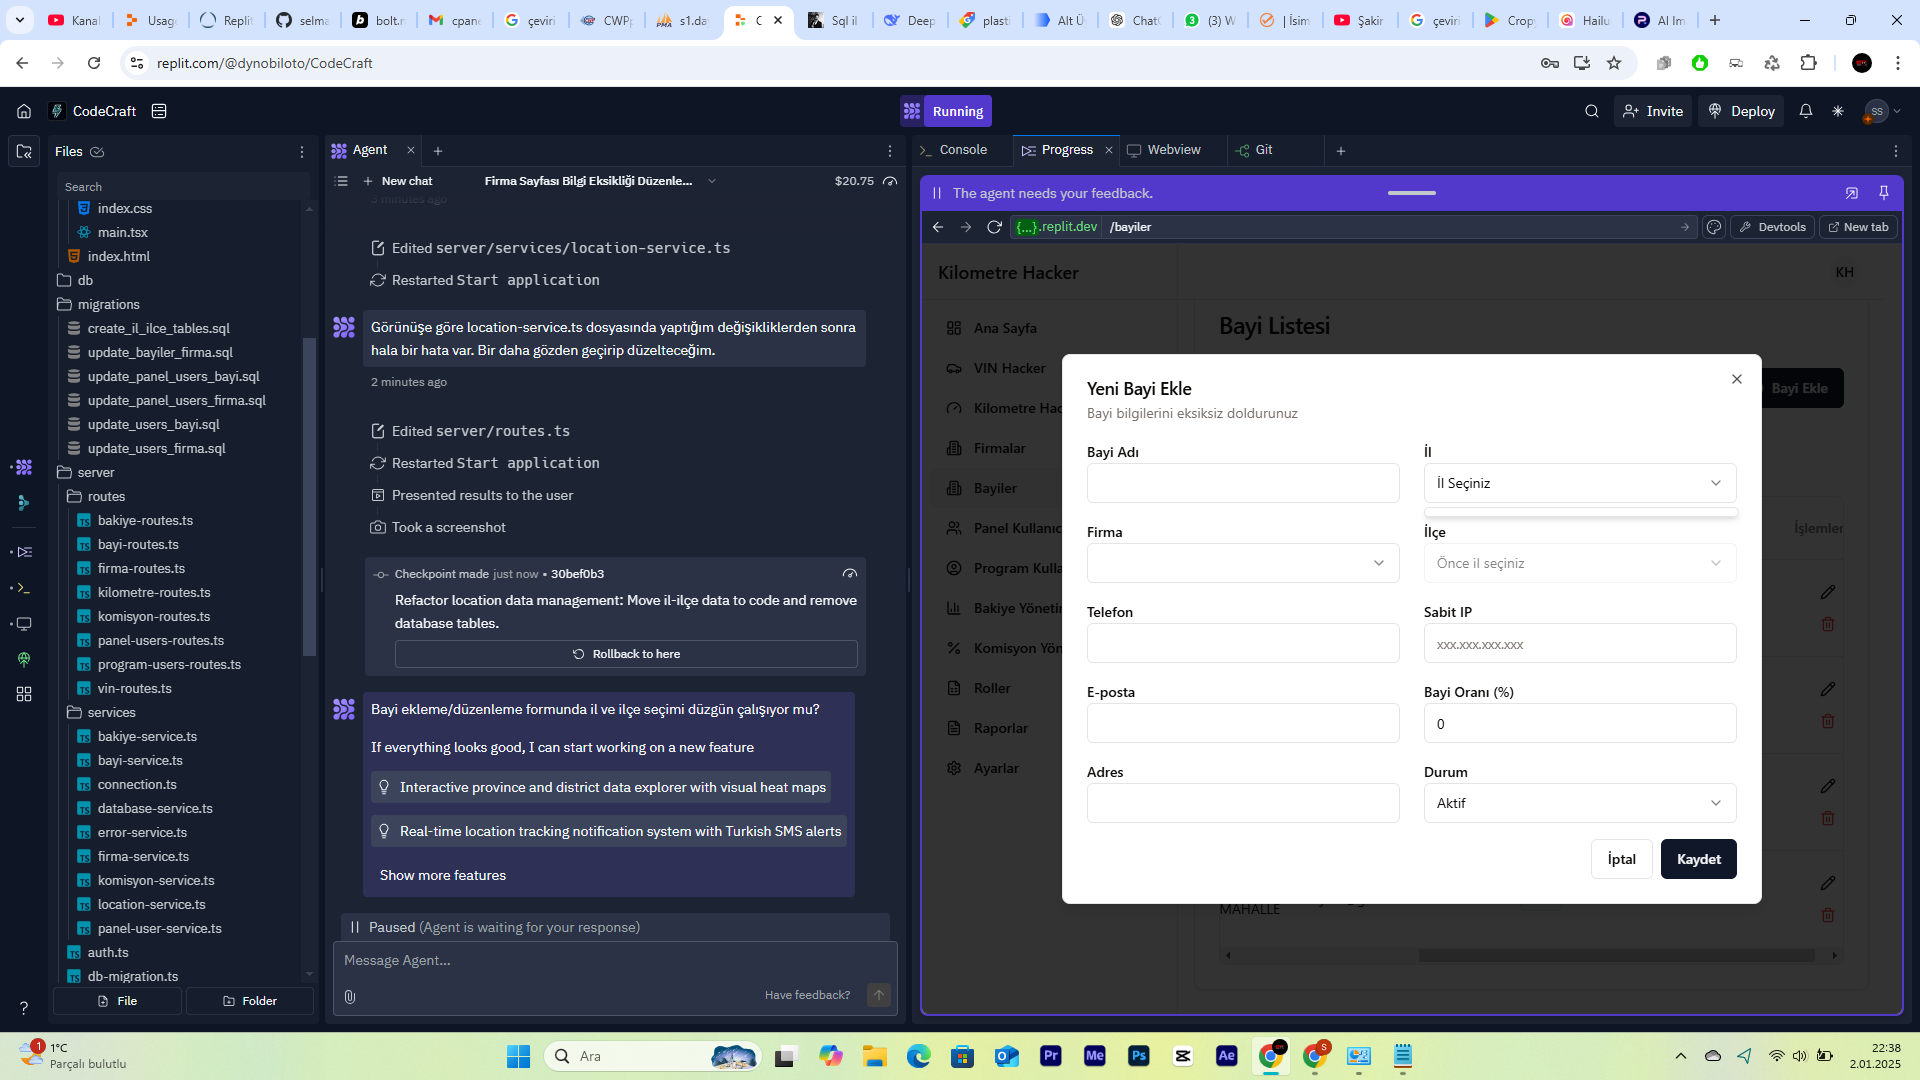 Kanal
Usage
Replit
selma
bolt.n
cpane
çeviri
CWPp
s1.da
C
Sql il
Deep
plasti
Alt Ü
ChatG
(3) W
| İsim
Şakir
çeviri
Crop
Hailu
AI Im
replit.com/@dynobiloto/CodeCraft
CodeCraft
Running
Invite
Deploy
SS
Files
Search
index.css
main.tsx
index.html
db
migrations
create_il_ilce_tables.sql
update_bayiler_firma.sql
update_panel_users_bayi.sql
update_panel_users_firma.sql
update_users_bayi.sql
update_users_firma.sql
server
routes
bakiye-routes.ts
bayi-routes.ts
firma-routes.ts
kilometre-routes.ts
komisyon-routes.ts
panel-users-routes.ts
program-users-routes.ts
vin-routes.ts
services
bakiye-service.ts
bayi-service.ts
connection.ts
database-service.ts
error-service.ts
firma-service.ts
komisyon-service.ts
location-service.ts
panel-user-service.ts
auth.ts
db-migration.ts
File
Folder
Agent
New chat
Firma Sayfası Bilgi Eksikliği Düzenle...
$20.75
3 minutes ago
Edited server/services/location-service.ts
Restarted Start application
Görünüşe göre location-service.ts dosyasında yaptığım değişikliklerden sonra
hala bir hata var. Bir daha gözden geçirip düzelteceğim.
2 minutes ago
Edited server/routes.ts
Restarted Start application
Presented results to the user
Took a screenshot
Checkpoint made just now • 30bef0b3
Refactor location data management: Move il-ilçe data to code and remove
database tables.
Rollback to here
Bayi ekleme/düzenleme formunda il ve ilçe seçimi düzgün çalışıyor mu?
If everything looks good, I can start working on a new feature
Interactive province and district data explorer with visual heat maps
Real-time location tracking notification system with Turkish SMS alerts
Show more features
Paused (Agent is waiting for your response)
Message Agent...
Have feedback?
Console
Progress
Webview
Git
The agent needs your feedback.
{...}.replit.dev
/bayiler
Devtools
New tab
Kilometre Hacker
KH
Ana Sayfa
VIN Hacker
Kilometre Hac
Firmalar
Bayiler
Panel Kullanıc
Program Kulla
Bakiye Yönetim
Komisyon Yön
Roller
Raporlar
Ayarlar
Bayi Listesi
Bayi Ekle
İşlemler
MAHALLE
Yeni Bayi Ekle
Bayi bilgilerini eksiksiz doldurunuz
Bayi Adı
İl
İl Seçiniz
Firma
İlçe
Önce il seçiniz
Telefon
Sabit IP
xxx.xxx.xxx.xxx
E-posta
Bayi Oranı (%)
0
Adres
Durum
Aktif
İptal
Kaydet
1
1°C
Parçalı bulutlu
Ara
Pr
Me
Ps
Ae
S
22:38
2.01.2025